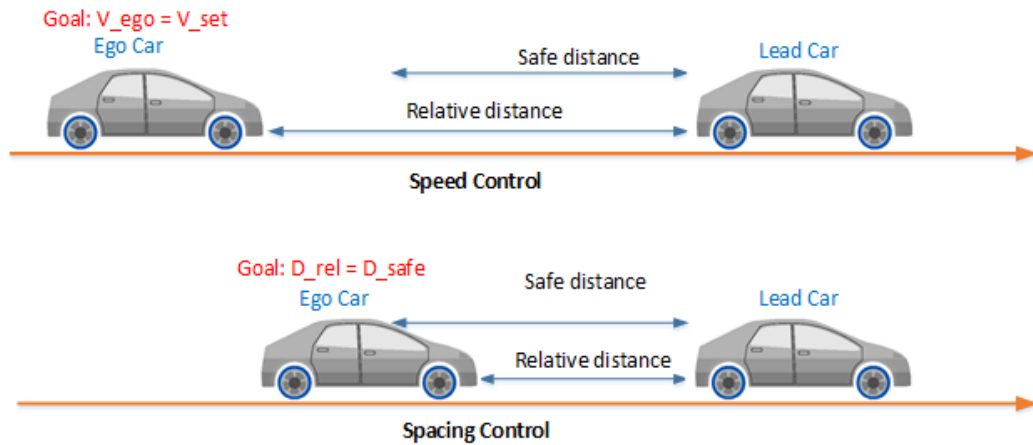 Goal: V_ego = V_set
Ego Car
Safe distance
Lead Car
Relative distance
Speed Control
Goal: D_rel = D_safe
Ego Car
Safe distance
Lead Car
Relative distance
Spacing Control